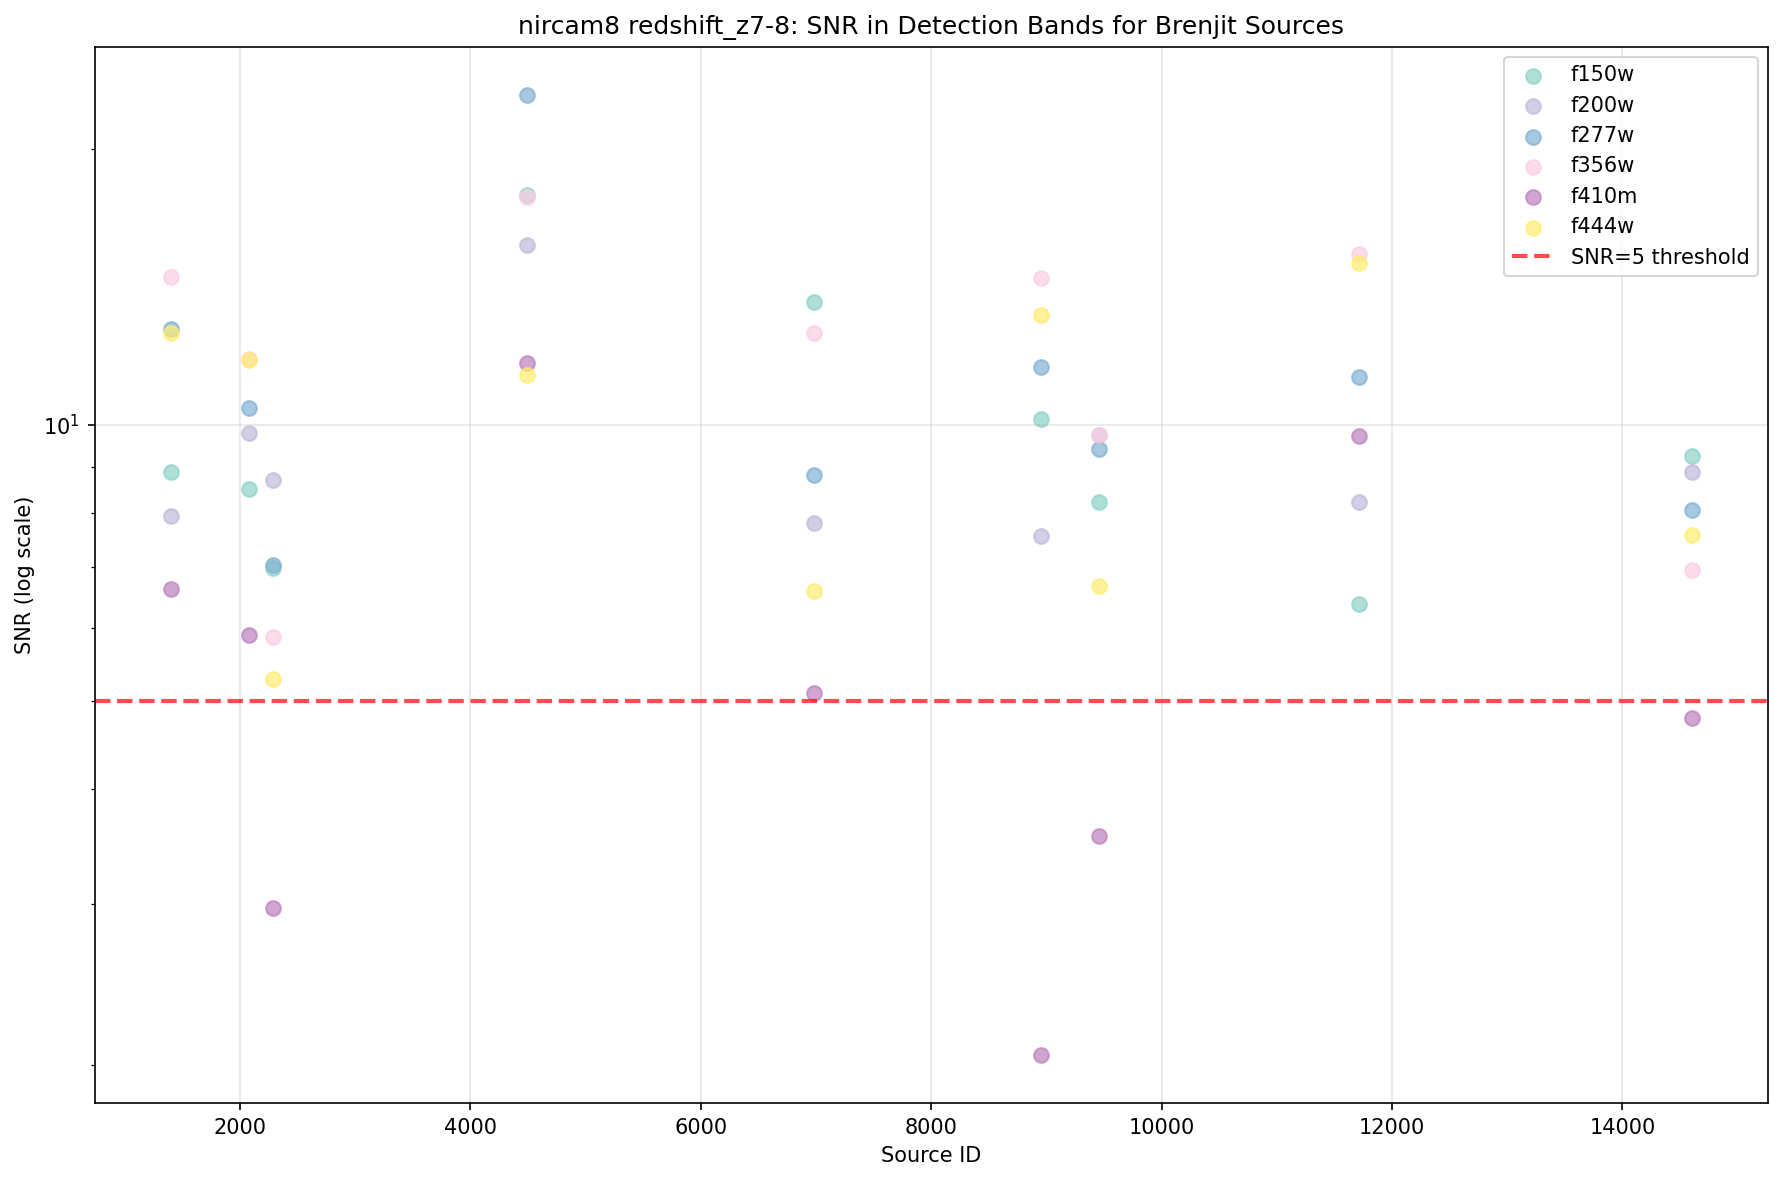 nircam8 redshift_z7-8: SNR in Detection Bands for Brenjit Sources
f150w
f200w
f277w
f356w
f410m
f444w
SNR=5 threshold
10^1
SNR (log scale)
2000 4000 6000 8000 10000 12000 14000
Source ID